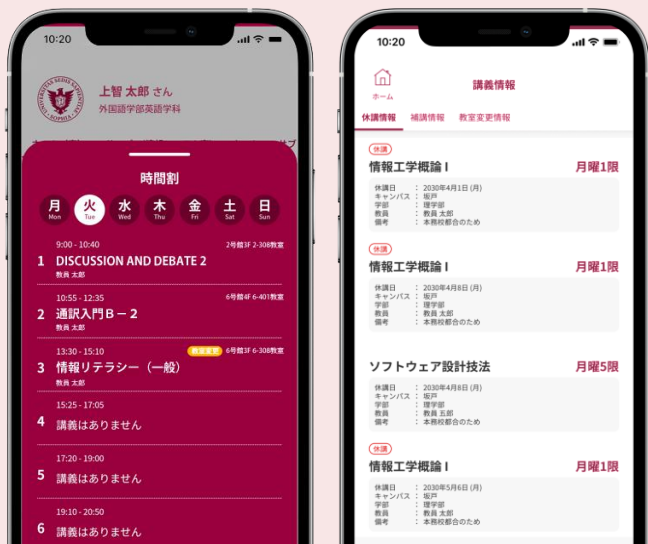 10:20
上智 太郎 さん
外国語学部英語学科
時間割
月 火 水 木 金 土 日
Mon Tue Wed Thu Fri Sat Sun
9:00 - 10:40 2号館3F 2-308教室
1 DISCUSSION AND DEBATE 2
教員 太郎
10:55 - 12:35 6号館4F 6-401教室
2 通訳入門B－2
教員 太郎
13:30 - 15:10 教室変更 6号館3F 6-308教室
3 情報リテラシー（一般）
教員 太郎
15:25 - 17:05
4 講義はありません
17:20 - 19:00
5 講義はありません
19:10 - 20:50
6 講義はありません
10:20
ホーム
講義情報
休講情報 補講情報 教室変更情報
休講
情報工学概論 I 月曜1限
休講日 ： 2030年4月1日 (月)
キャンパス ： 坂戸
学部 ： 理学部
教員 ： 教員 太郎
備考 ： 本務校都合のため
休講
情報工学概論 I 月曜1限
休講日 ： 2030年4月8日 (月)
キャンパス ： 坂戸
学部 ： 理学部
教員 ： 教員 太郎
備考 ： 本務校都合のため
ソフトウェア設計技法 月曜5限
休講日 ： 2030年4月8日 (月)
キャンパス ： 坂戸
学部 ： 理学部
教員 ： 教員 五郎
備考 ： 本務校都合のため
休講
情報工学概論 I 月曜1限
休講日 ： 2030年5月6日 (月)
キャンパス ： 坂戸
学部 ： 理学部
教員 ： 教員 太郎
備考 ： 本務校都合のため